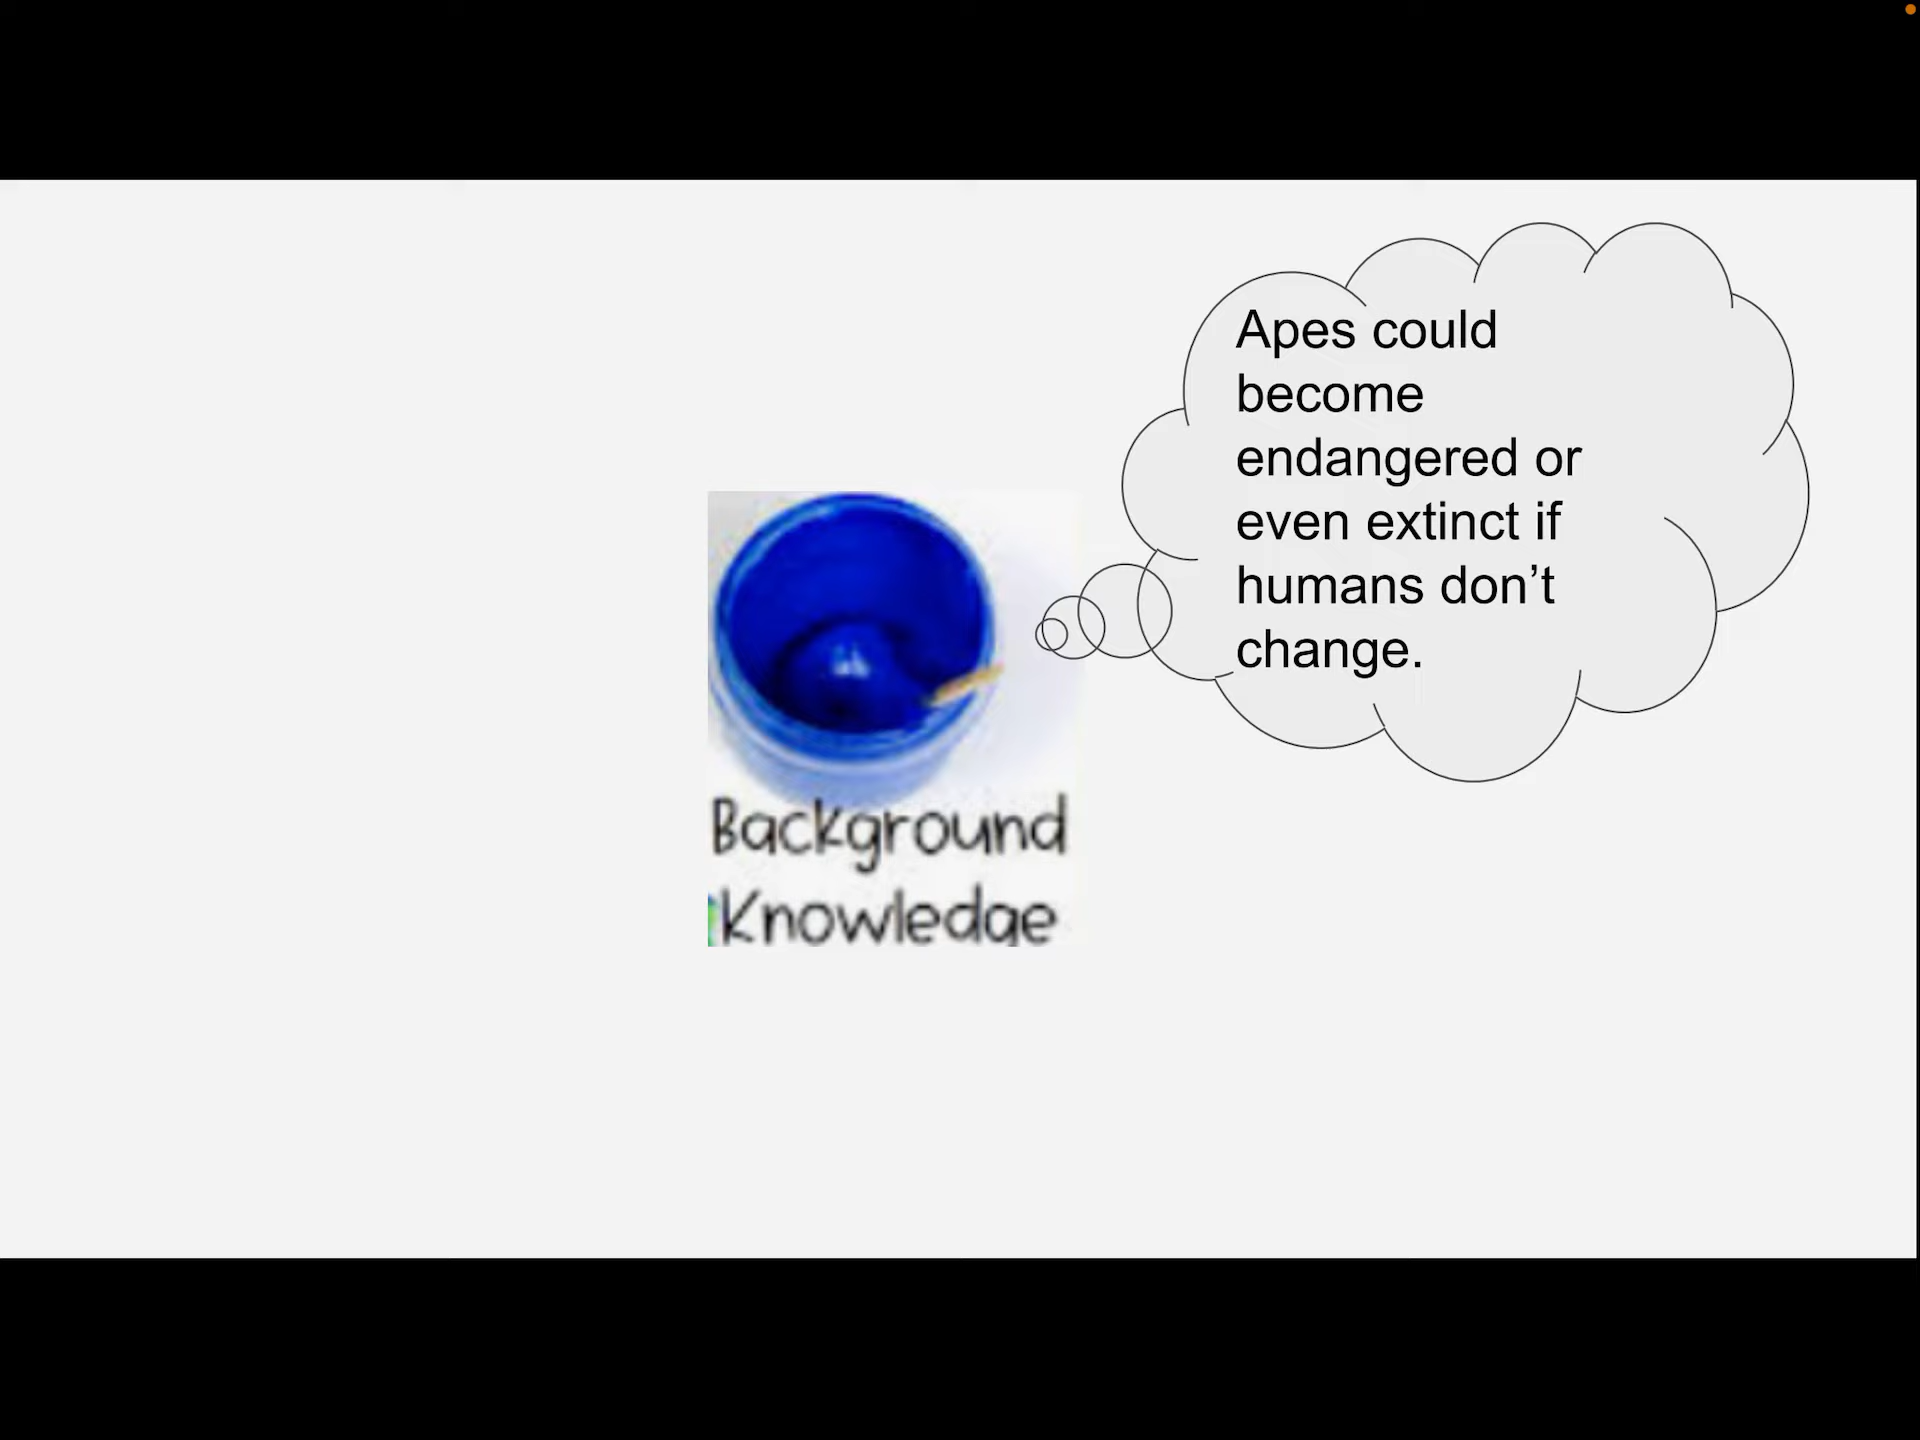 Apes could
become
endangered or
even extinct if
humans don’t
change.
Background
Knowledge